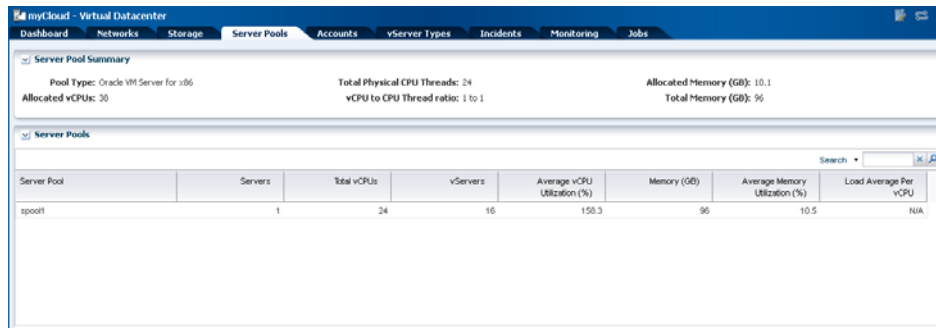 myCloud - Virtual Datacenter
Dashboard Networks Storage Server Pools Accounts vServer Types Incidents Monitoring Jobs
Server Pool Summary
Pool Type: Oracle VM Server for x86 Total Physical CPU Threads: 24 Allocated Memory (GB): 10.1
Allocated vCPUs: 38 vCPU to CPU Thread ratio: 1 to 1 Total Memory (GB): 96
Server Pools
Search
Server Pool Servers Total vCPUs vServers Average vCPU Utilization (%) Memory (GB) Average Memory Utilization (%) Load Average Per vCPU
spool1 1 24 16 158.3 96 10.5 N/A